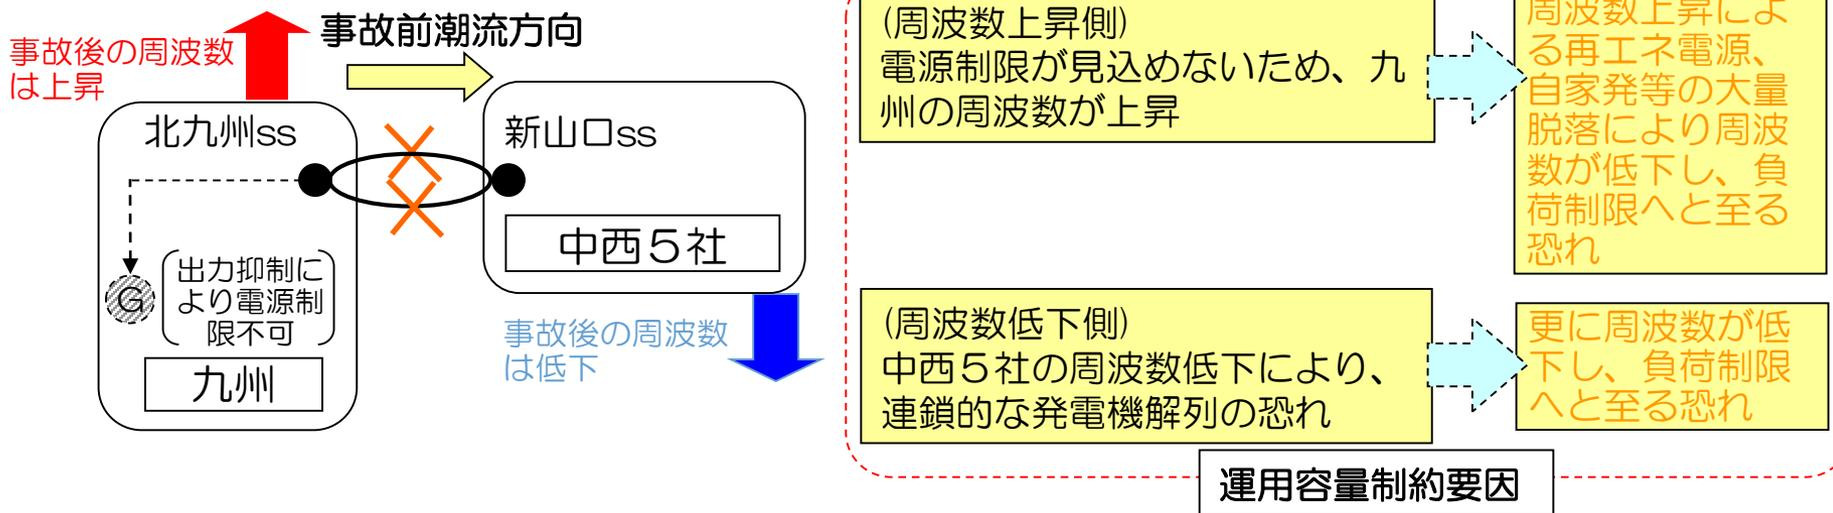 事故前潮流方向
事故後の周波数
は上昇
北九州ss
新山口ss
中西５社
G
出力抑制に
より電源制
限不可
九州
事故後の周波数
は低下
(周波数上昇側)
電源制限が見込めないため、九
州の周波数が上昇
周波数上昇によ
る再エネ電源、
自家発等の大量
脱落により周波
数が低下し、負
荷制限へと至る
恐れ
(周波数低下側)
中西５社の周波数低下により、
連鎖的な発電機解列の恐れ
更に周波数が低
下し、負荷制限
へと至る恐れ
運用容量制約要因